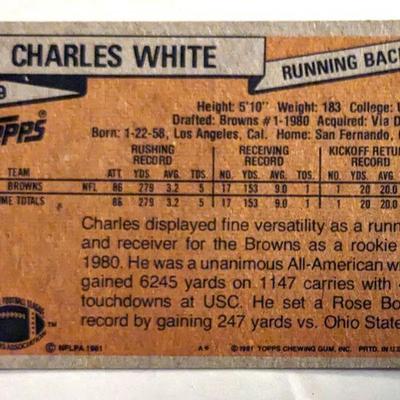 CHARLES WHITE
RUNNING BAC
9
TOPPS
Height: 5'10" Weight: 183 College: U
Drafted: Browns #1-1980 Acquired: Via D
Born: 1-22-58, Los Angeles, Cal. Home: San Fernando, C
RUSHING RECORD RECEIVING RECORD KICKOFF RETU RECORD
TEAM ATT. YDS. AVG. TDS. NO. YDS. AVG. TDS. NO. YDS. AVG.
BROWNS NFL 86 279 3.2 5 17 153 9.0 1 1 20 20.0
ME TOTALS 86 279 3.2 5 17 153 9.0 1 1 20 20.0
Charles displayed fine versatility as a runn
and receiver for the Browns as a rookie
1980. He was a unanimous All-American w
gained 6245 yards on 1147 carries with
touchdowns at USC. He set a Rose Bo
record by gaining 247 yards vs. Ohio State
FOOTBALL LEAGUE
© NFLPA 1981 A* © 1981 TOPPS CHEWING GUM, INC. PRTD. IN U.S